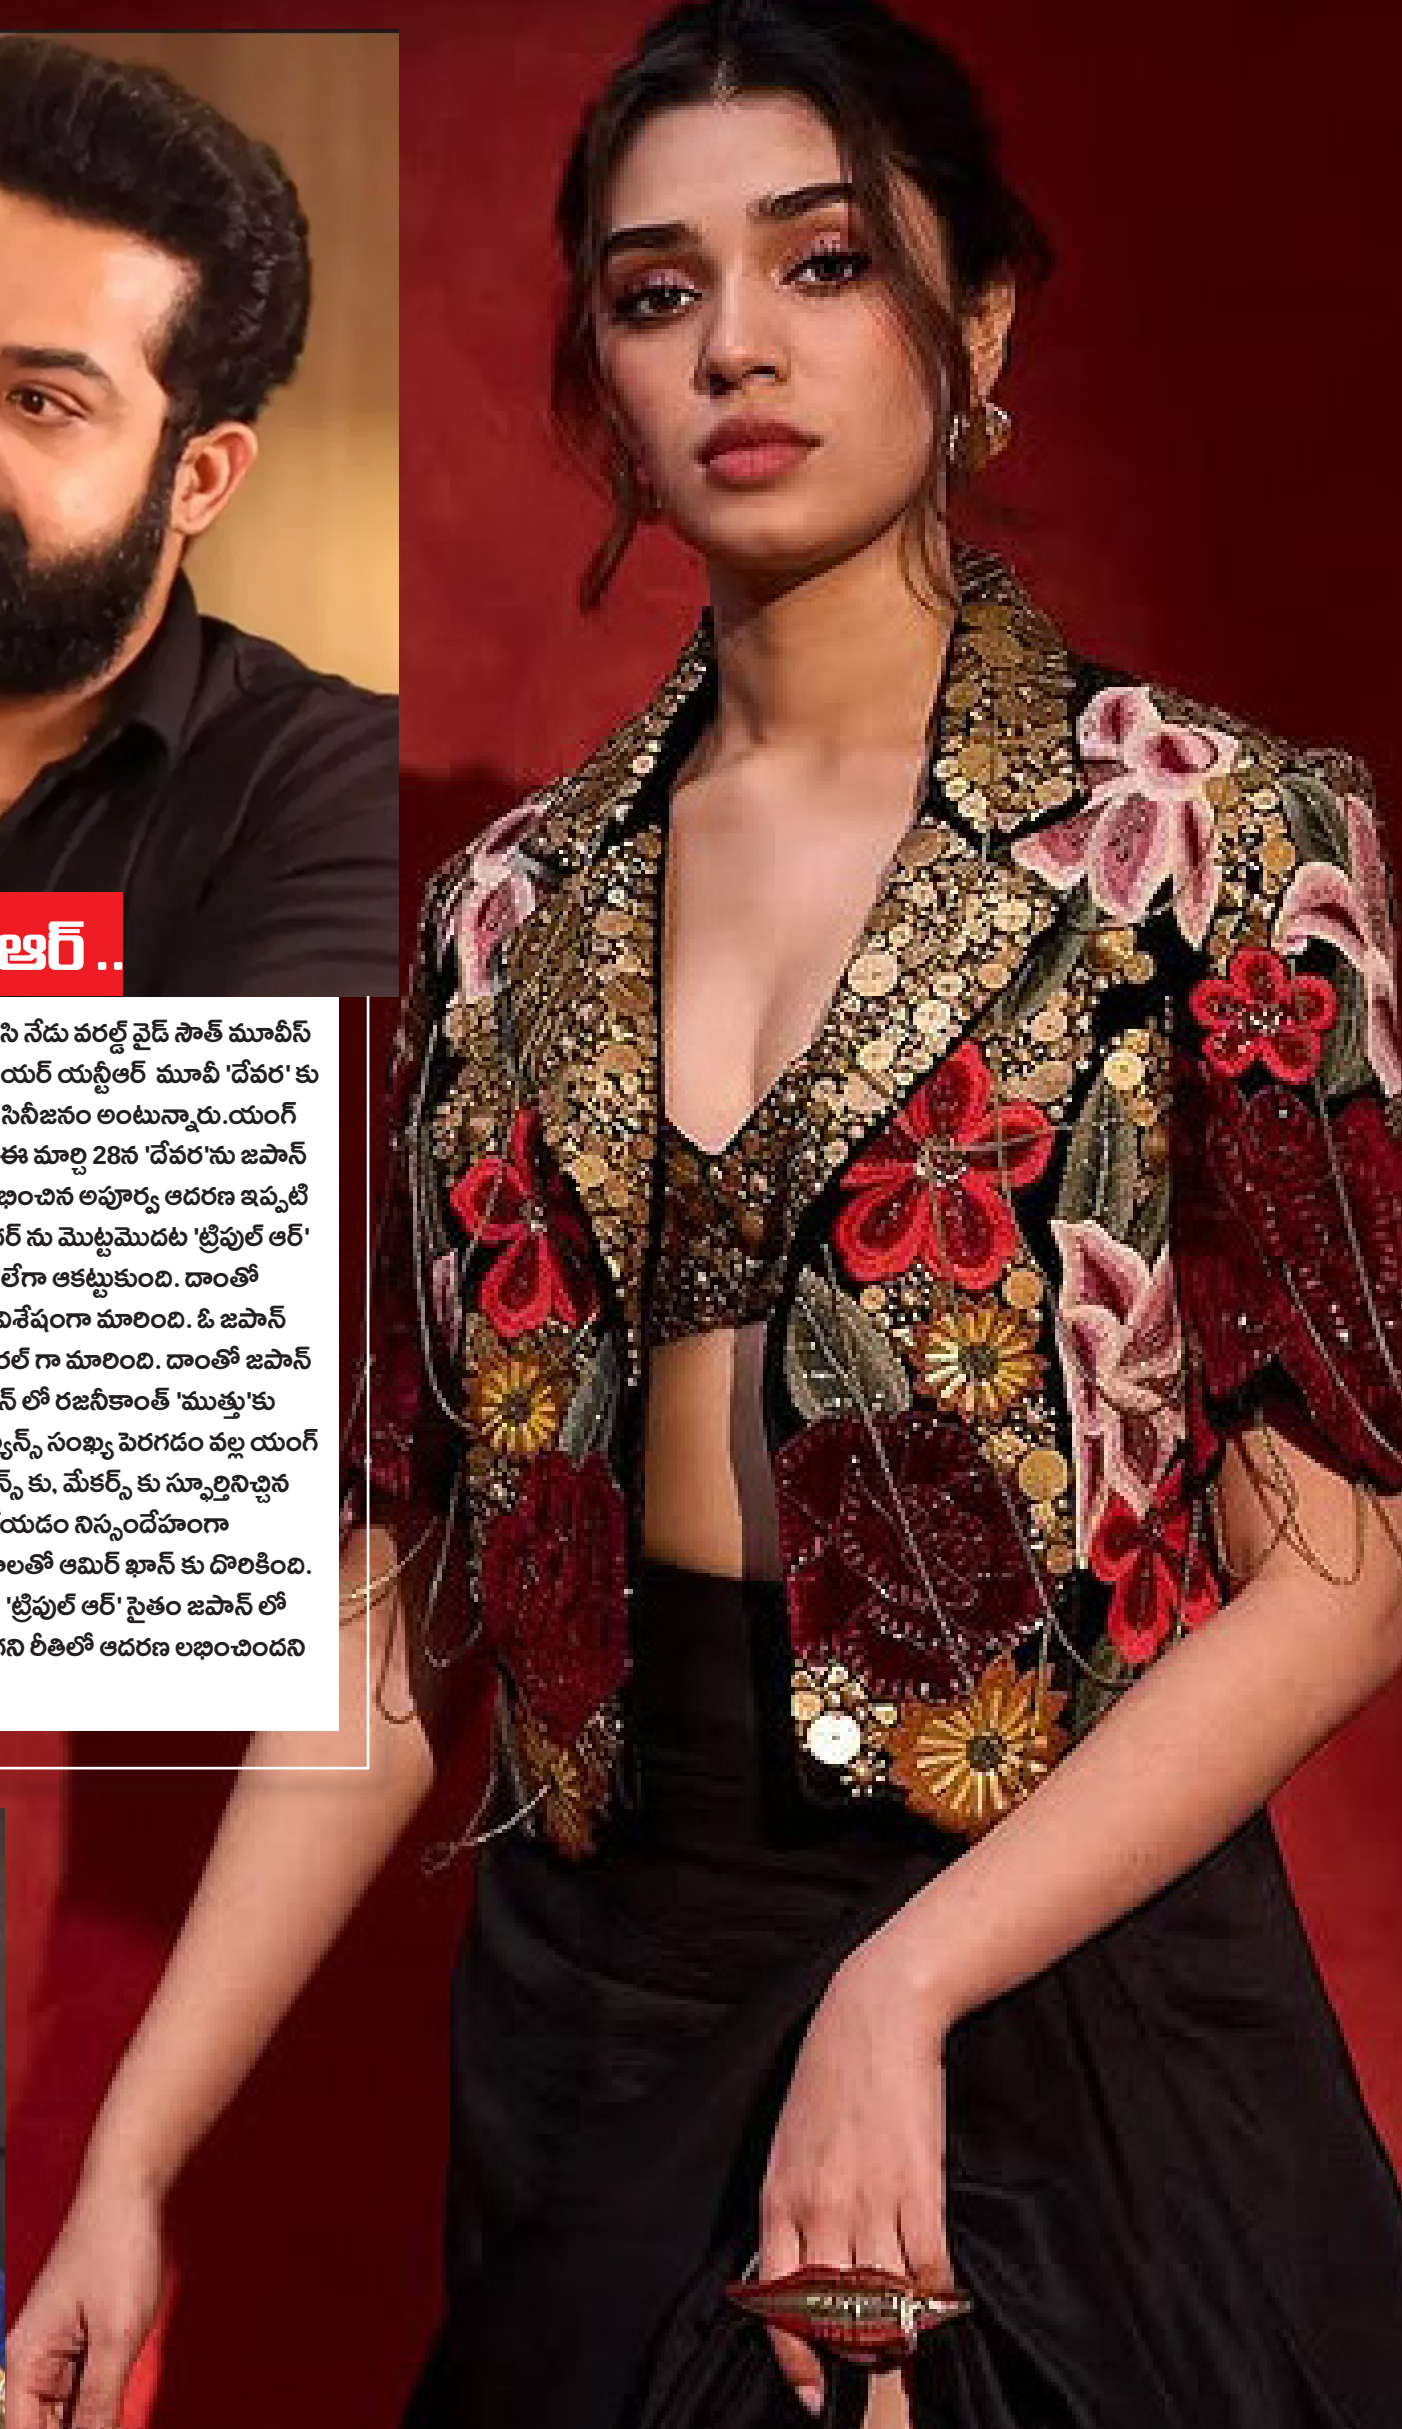 ఆర్ ..
సి నేడు వరల్డ్ వైడ్ సౌత్ మూవీస్
యర్ యన్టీఆర్ మూవీ 'దేవర' కు
సినీజనం అంటున్నారు.యంగ్
ఈ మార్చి 28న 'దేవర'ను జపాన్
భించిన అపూర్వ ఆదరణ ఇప్పటి
ర్ ను మొట్టమొదట 'ట్రిపుల్ ఆర్'
లేగా ఆకట్టుకుంది. దాంతో
విశేషంగా మారింది. ఓ జపాన్
రల్ గా మారింది. దాంతో జపాన్
న్ లో రజనీకాంత్ 'ముత్తు'కు
్యాన్స్ సంఖ్య పెరగడం వల్ల యంగ్
న్స్ కు, మేకర్స్ కు స్ఫూర్తినిచ్చిన
యడం నిస్సందేహంగా
లతో ఆమిర్ ఖాన్ కు దొరికింది.
'ట్రిపుల్ ఆర్' సైతం జపాన్ లో
గని రీతిలో ఆదరణ లభించిందని